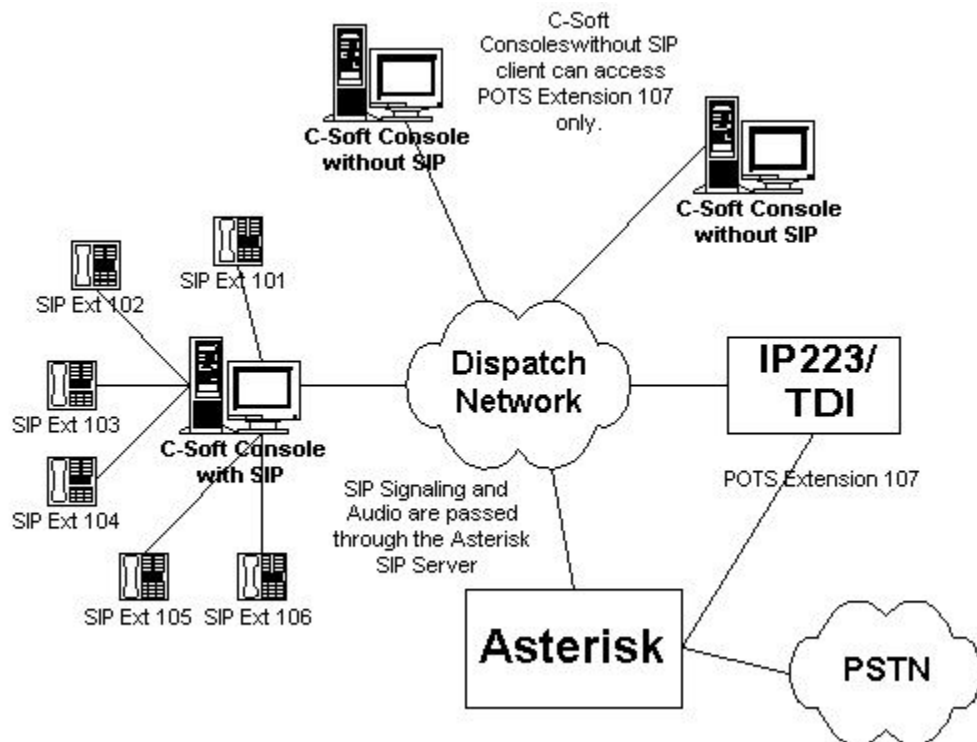 C-Soft
Consoleswithout SIP
client can access
POTS Extension 107
only.
C-Soft Console
without SIP
C-Soft Console
without SIP
SIP Ext 101
SIP Ext 102
SIP Ext 103
SIP Ext 104
SIP Ext 105
SIP Ext 106
C-Soft Console
with SIP
Dispatch
Network
IP223/
TDI
POTS Extension 107
SIP Signaling and
Audio are passed
through the Asterisk
SIP Server
Asterisk
PSTN